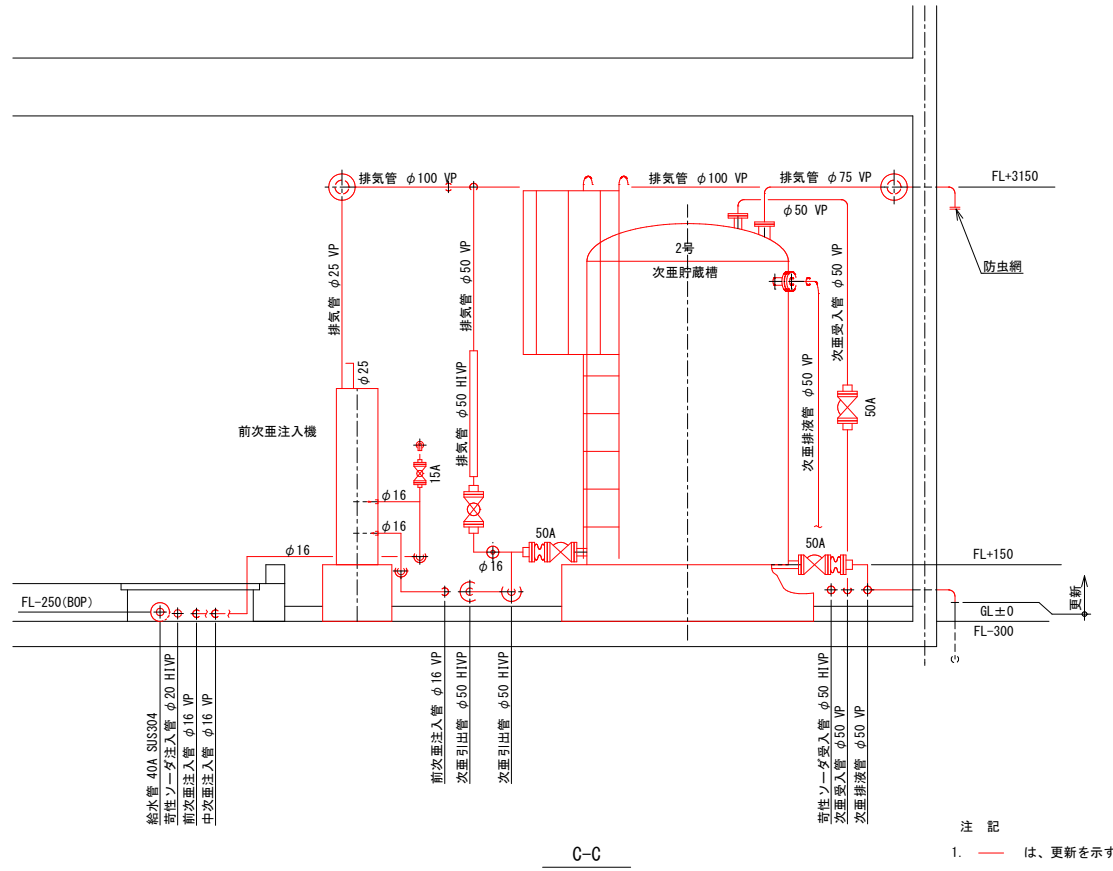 排気管 φ100 VP
排気管 φ100 VP
排気管 φ75 VP
FL+3150
φ50 VP
防虫網
2号
次亜貯蔵槽
排気管 φ25 VP
排気管 φ50 VP
次亜受入管 φ50 VP
φ25
排気管 φ50 HIVP
次亜排液管 φ50 VP
50A
前次亜注入機
15A
φ16
φ16
50A
φ16
φ16
50A
FL+150
FL-250(BOP)
GL±0
更新
FL-300
給水管 40A SUS304
苛性ソーダ注入管 φ20 HIVP
前次亜注入管 φ16 VP
中次亜注入管 φ16 VP
前次亜注入管 φ16 VP
次亜引出管 φ50 HIVP
次亜引出管 φ50 HIVP
苛性ソーダ受入管 φ50 HIVP
次亜受入管 φ50 VP
次亜排液管 φ50 VP
C-C
注 記
1. は、更新を示す